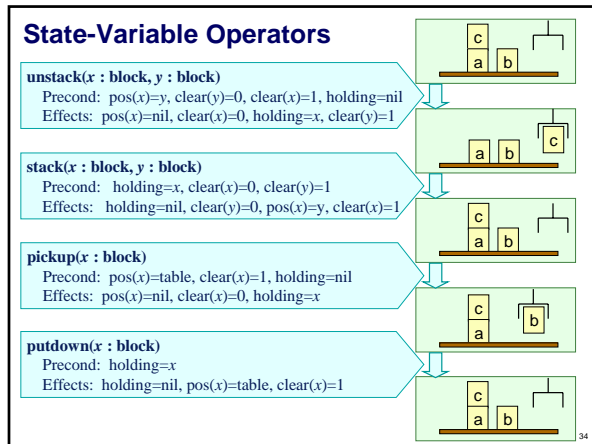 State-Variable Operators
unstack(x : block, y : block)
Precond: pos(x)=y, clear(y)=0, clear(x)=1, holding=nil
Effects: pos(x)=nil, clear(x)=0, holding=x, clear(y)=1
stack(x : block, y : block)
Precond: holding=x, clear(x)=0, clear(y)=1
Effects: holding=nil, clear(y)=0, pos(x)=y, clear(x)=1
pickup(x : block)
Precond: pos(x)=table, clear(x)=1, holding=nil
Effects: pos(x)=nil, clear(x)=0, holding=x
putdown(x : block)
Precond: holding=x
Effects: holding=nil, pos(x)=table, clear(x)=1
c
a b
c
a b
c
a b
c
b
a
c
a b
34